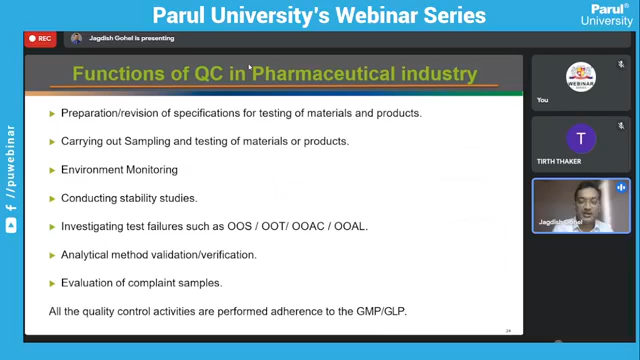 Parul University's Webinar Series
Parul®
University
REC
Jagdish Gohel is presenting
Functions of QC in Pharmaceutical industry
Preparation/revision of specifications for testing of materials and products.
Carrying out Sampling and testing of materials or products.
Environment Monitoring
Conducting stability studies.
Investigating test failures such as OOS / OOT/ OOAC / OOAL.
Analytical method validation/verification.
Evaluation of complaint samples.
All the quality control activities are performed adherence to the GMP/GLP.
24
WEBINAR
You
T
TIRTH THAKER
Jagdish Gohel
f //puwebinar